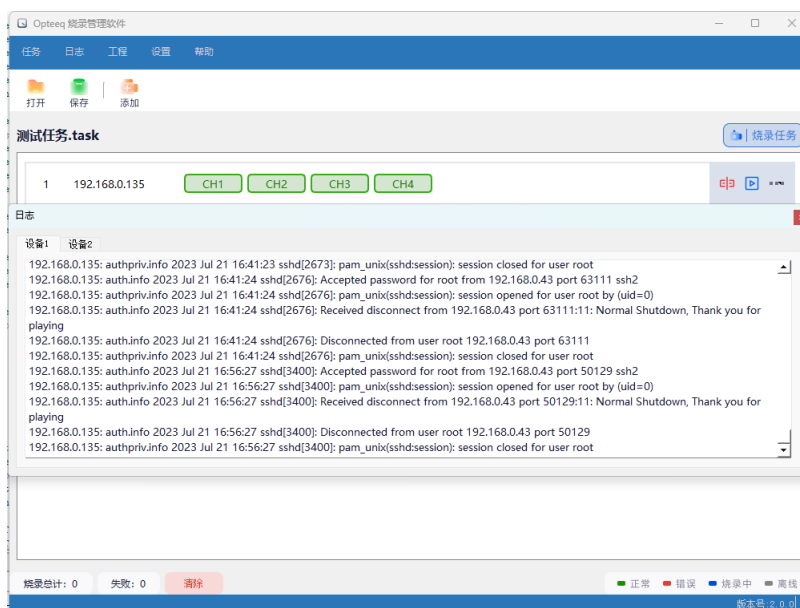 Opteeq 烧录管理软件
任务 日志 工程 设置 帮助
打开 保存 添加
测试任务.task
烧录任务
1 192.168.0.135 CH1 CH2 CH3 CH4
日志
设备1 设备2
192.168.0.135: authpriv.info 2023 Jul 21 16:41:23 sshd[2673]: pam_unix(sshd:session): session closed for user root
192.168.0.135: auth.info 2023 Jul 21 16:41:24 sshd[2676]: Accepted password for root from 192.168.0.43 port 63111 ssh2
192.168.0.135: authpriv.info 2023 Jul 21 16:41:24 sshd[2676]: pam_unix(sshd:session): session opened for user root by (uid=0)
192.168.0.135: auth.info 2023 Jul 21 16:41:24 sshd[2676]: Received disconnect from 192.168.0.43 port 63111:11: Normal Shutdown, Thank you for
playing
192.168.0.135: auth.info 2023 Jul 21 16:41:24 sshd[2676]: Disconnected from user root 192.168.0.43 port 63111
192.168.0.135: authpriv.info 2023 Jul 21 16:41:24 sshd[2676]: pam_unix(sshd:session): session closed for user root
192.168.0.135: auth.info 2023 Jul 21 16:56:27 sshd[3400]: Accepted password for root from 192.168.0.43 port 50129 ssh2
192.168.0.135: authpriv.info 2023 Jul 21 16:56:27 sshd[3400]: pam_unix(sshd:session): session opened for user root by (uid=0)
192.168.0.135: auth.info 2023 Jul 21 16:56:27 sshd[3400]: Received disconnect from 192.168.0.43 port 50129:11: Normal Shutdown, Thank you for
playing
192.168.0.135: auth.info 2023 Jul 21 16:56:27 sshd[3400]: Disconnected from user root 192.168.0.43 port 50129
192.168.0.135: authpriv.info 2023 Jul 21 16:56:27 sshd[3400]: pam_unix(sshd:session): session closed for user root
烧录总计: 0 失败: 0 清除 正常 错误 烧录中 离线
版本号:2.0.0